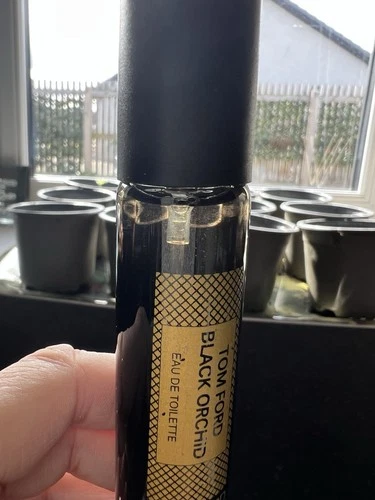 TOM FORD
BLACK ORCHiD
EAU DE TOILETTE